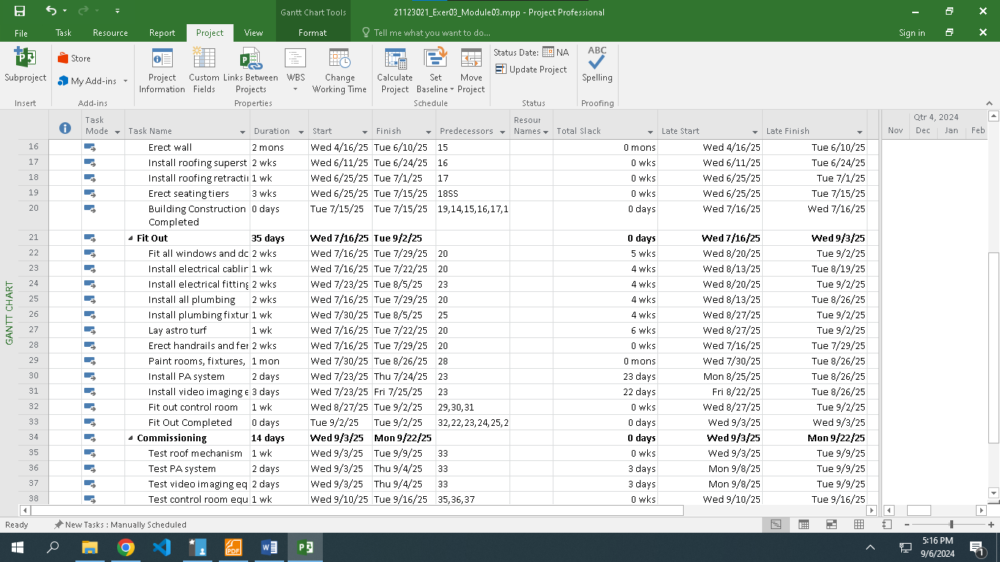 Gantt Chart Tools
21123021_Exer03_Module03.mpp - Project Professional
File Task Resource Report Project View Format Tell me what you want to do... Sign in
Subproject
Insert
Store
My Add-ins
Add-ins
Project Information
Custom Fields
Links Between Projects
WBS
Change Working Time
Properties
Calculate Project
Set Baseline
Move Project
Schedule
Status Date: NA
Update Project
Status
ABC
Spelling
Proofing
Task Mode Task Name Duration Start Finish Predecessors Resour Names Total Slack Late Start Late Finish
Qtr 4, 2024
Nov Dec Jan Feb
16 Erect wall 2 mons Wed 4/16/25 Tue 6/10/25 15 0 mons Wed 4/16/25 Tue 6/10/25
17 Install roofing superst 2 wks Wed 6/11/25 Tue 6/24/25 16 0 wks Wed 6/11/25 Tue 6/24/25
18 Install roofing retracti 1 wk Wed 6/25/25 Tue 7/1/25 17 0 wks Wed 6/25/25 Tue 7/1/25
19 Erect seating tiers 3 wks Wed 6/25/25 Tue 7/15/25 18SS 0 wks Wed 6/25/25 Tue 7/15/25
20 Building Construction Completed 0 days Tue 7/15/25 Tue 7/15/25 19,14,15,16,17,1 0 days Wed 7/16/25 Wed 7/16/25
21 Fit Out 35 days Wed 7/16/25 Tue 9/2/25 0 days Wed 7/16/25 Wed 9/3/25
22 Fit all windows and do 2 wks Wed 7/16/25 Tue 7/29/25 20 5 wks Wed 8/20/25 Tue 9/2/25
23 Install electrical cablin 1 wk Wed 7/16/25 Tue 7/22/25 20 4 wks Wed 8/13/25 Tue 8/19/25
24 Install electrical fitting 2 wks Wed 7/23/25 Tue 8/5/25 23 4 wks Wed 8/20/25 Tue 9/2/25
25 Install all plumbing 2 wks Wed 7/16/25 Tue 7/29/25 20 4 wks Wed 8/13/25 Tue 8/26/25
26 Install plumbing fixtur 1 wk Wed 7/30/25 Tue 8/5/25 25 4 wks Wed 8/27/25 Tue 9/2/25
27 Lay astro turf 1 wk Wed 7/16/25 Tue 7/22/25 20 6 wks Wed 8/27/25 Tue 9/2/25
28 Erect handrails and fen 2 wks Wed 7/16/25 Tue 7/29/25 20 0 wks Wed 7/16/25 Tue 7/29/25
29 Paint rooms, fixtures, 1 mon Wed 7/30/25 Tue 8/26/25 28 0 mons Wed 7/30/25 Tue 8/26/25
30 Install PA system 2 days Wed 7/23/25 Thu 7/24/25 23 23 days Mon 8/25/25 Tue 8/26/25
31 Install video imaging e 3 days Wed 7/23/25 Fri 7/25/25 23 22 days Fri 8/22/25 Tue 8/26/25
32 Fit out control room 1 wk Wed 8/27/25 Tue 9/2/25 29,30,31 0 wks Wed 8/27/25 Tue 9/2/25
33 Fit Out Completed 0 days Tue 9/2/25 Tue 9/2/25 32,22,23,24,25,2 0 days Wed 9/3/25 Wed 9/3/25
34 Commissioning 14 days Wed 9/3/25 Mon 9/22/25 0 days Wed 9/3/25 Mon 9/22/25
35 Test roof mechanism 1 wk Wed 9/3/25 Tue 9/9/25 33 0 wks Wed 9/3/25 Tue 9/9/25
36 Test PA system 2 days Wed 9/3/25 Thu 9/4/25 33 3 days Mon 9/8/25 Tue 9/9/25
37 Test video imaging eq 2 days Wed 9/3/25 Thu 9/4/25 33 3 days Mon 9/8/25 Tue 9/9/25
38 Test control room equ 1 wk Wed 9/10/25 Tue 9/16/25 35,36,37 0 wks Wed 9/10/25 Tue 9/16/25
GANTT CHART
Ready New Tasks : Manually Scheduled
5:16 PM
9/6/2024
1